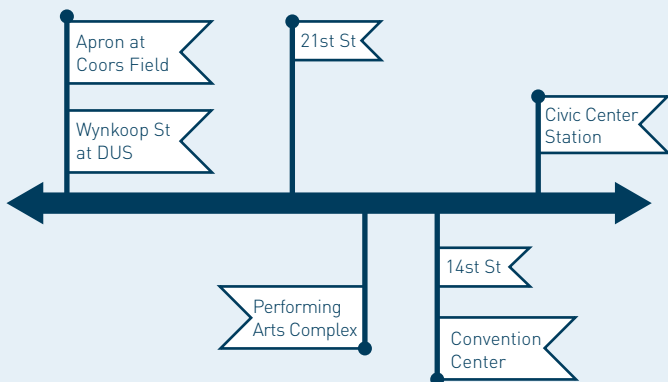 Apron at
Coors Field
Wynkoop St
at DUS
21st St
Civic Center
Station
Performing
Arts Complex
14st St
Convention
Center